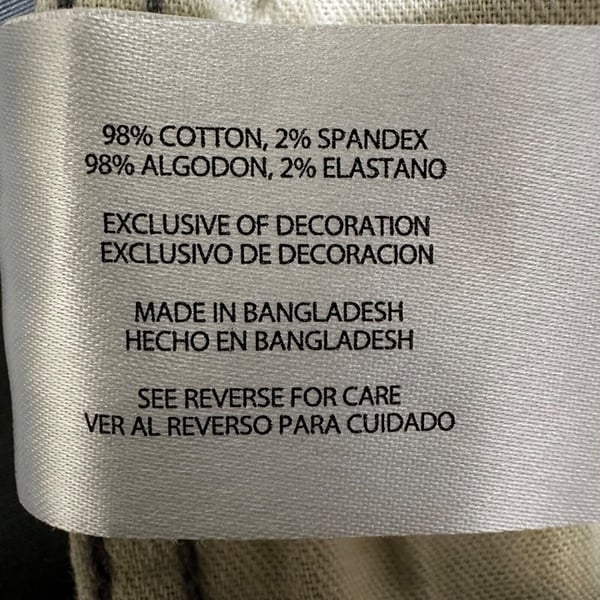 98% COTTON, 2% SPANDEX
98% ALGODON, 2% ELASTANO
EXCLUSIVE OF DECORATION
EXCLUSIVO DE DECORACION
MADE IN BANGLADESH
HECHO EN BANGLADESH
SEE REVERSE FOR CARE
VER AL REVERSO PARA CUIDADO